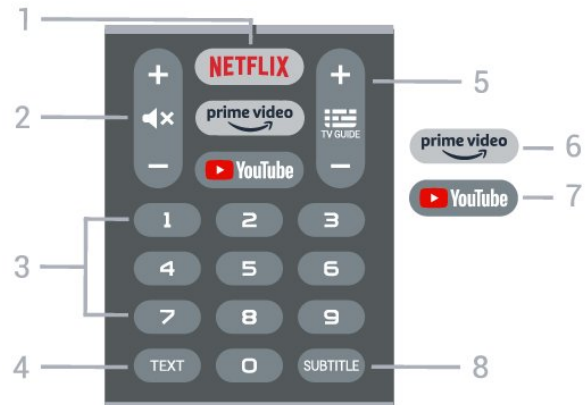 1
+
NETFLIX
+
5
2
prime video
TV GUIDE
prime video
6
−
YouTube
−
YouTube
7
1
2
3
3
4
5
6
7
8
9
4
TEXT
0
SUBTITLE
8